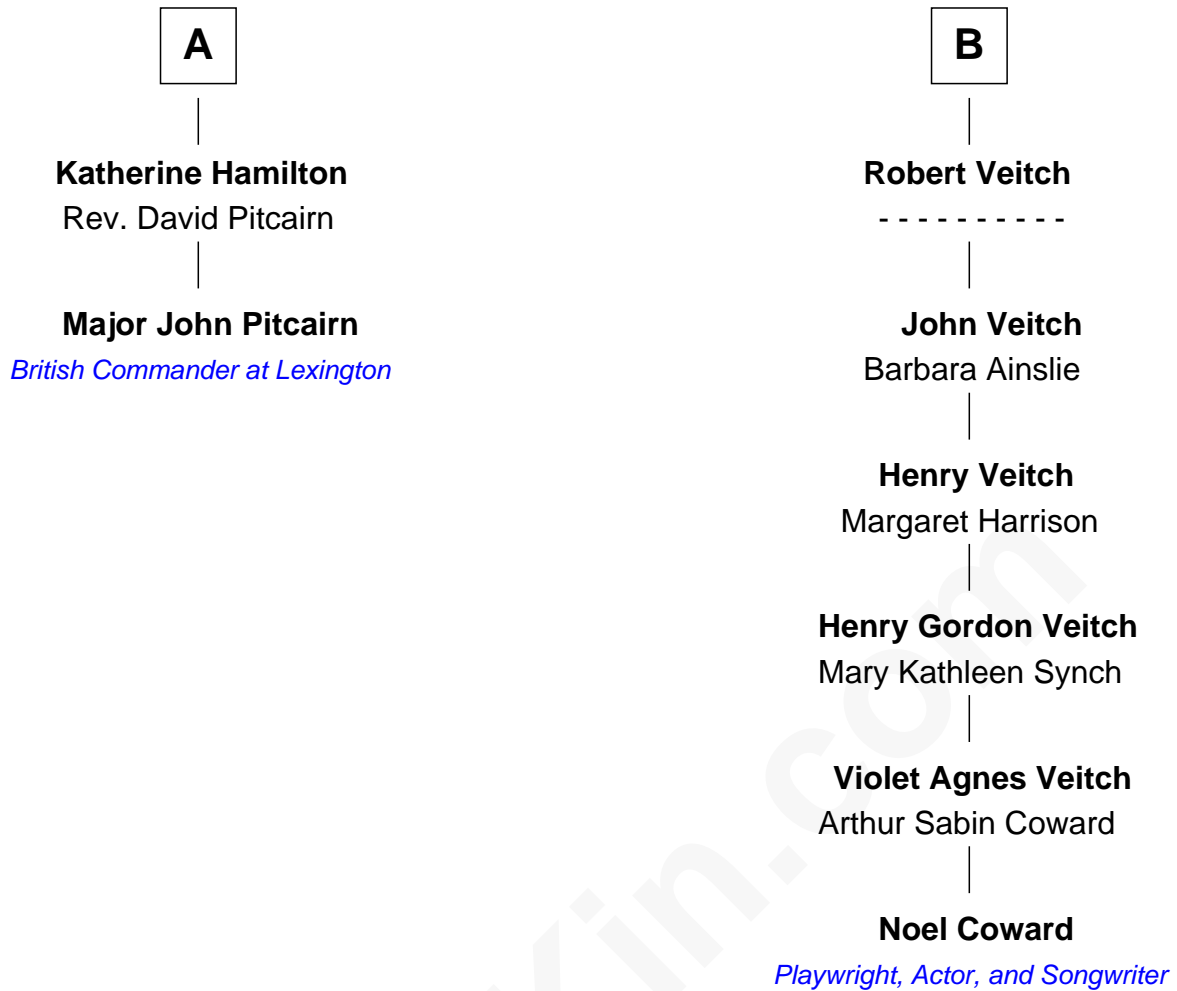 A
Katherine Hamilton
Rev. David Pitcairn
Major John Pitcairn
British Commander at Lexington
B
Robert Veitch
- - - - - - - - - -
John Veitch
Barbara Ainslie
Henry Veitch
Margaret Harrison
Henry Gordon Veitch
Mary Kathleen Synch
Violet Agnes Veitch
Arthur Sabin Coward
Noel Coward
Playwright, Actor, and Songwriter
Kin.com